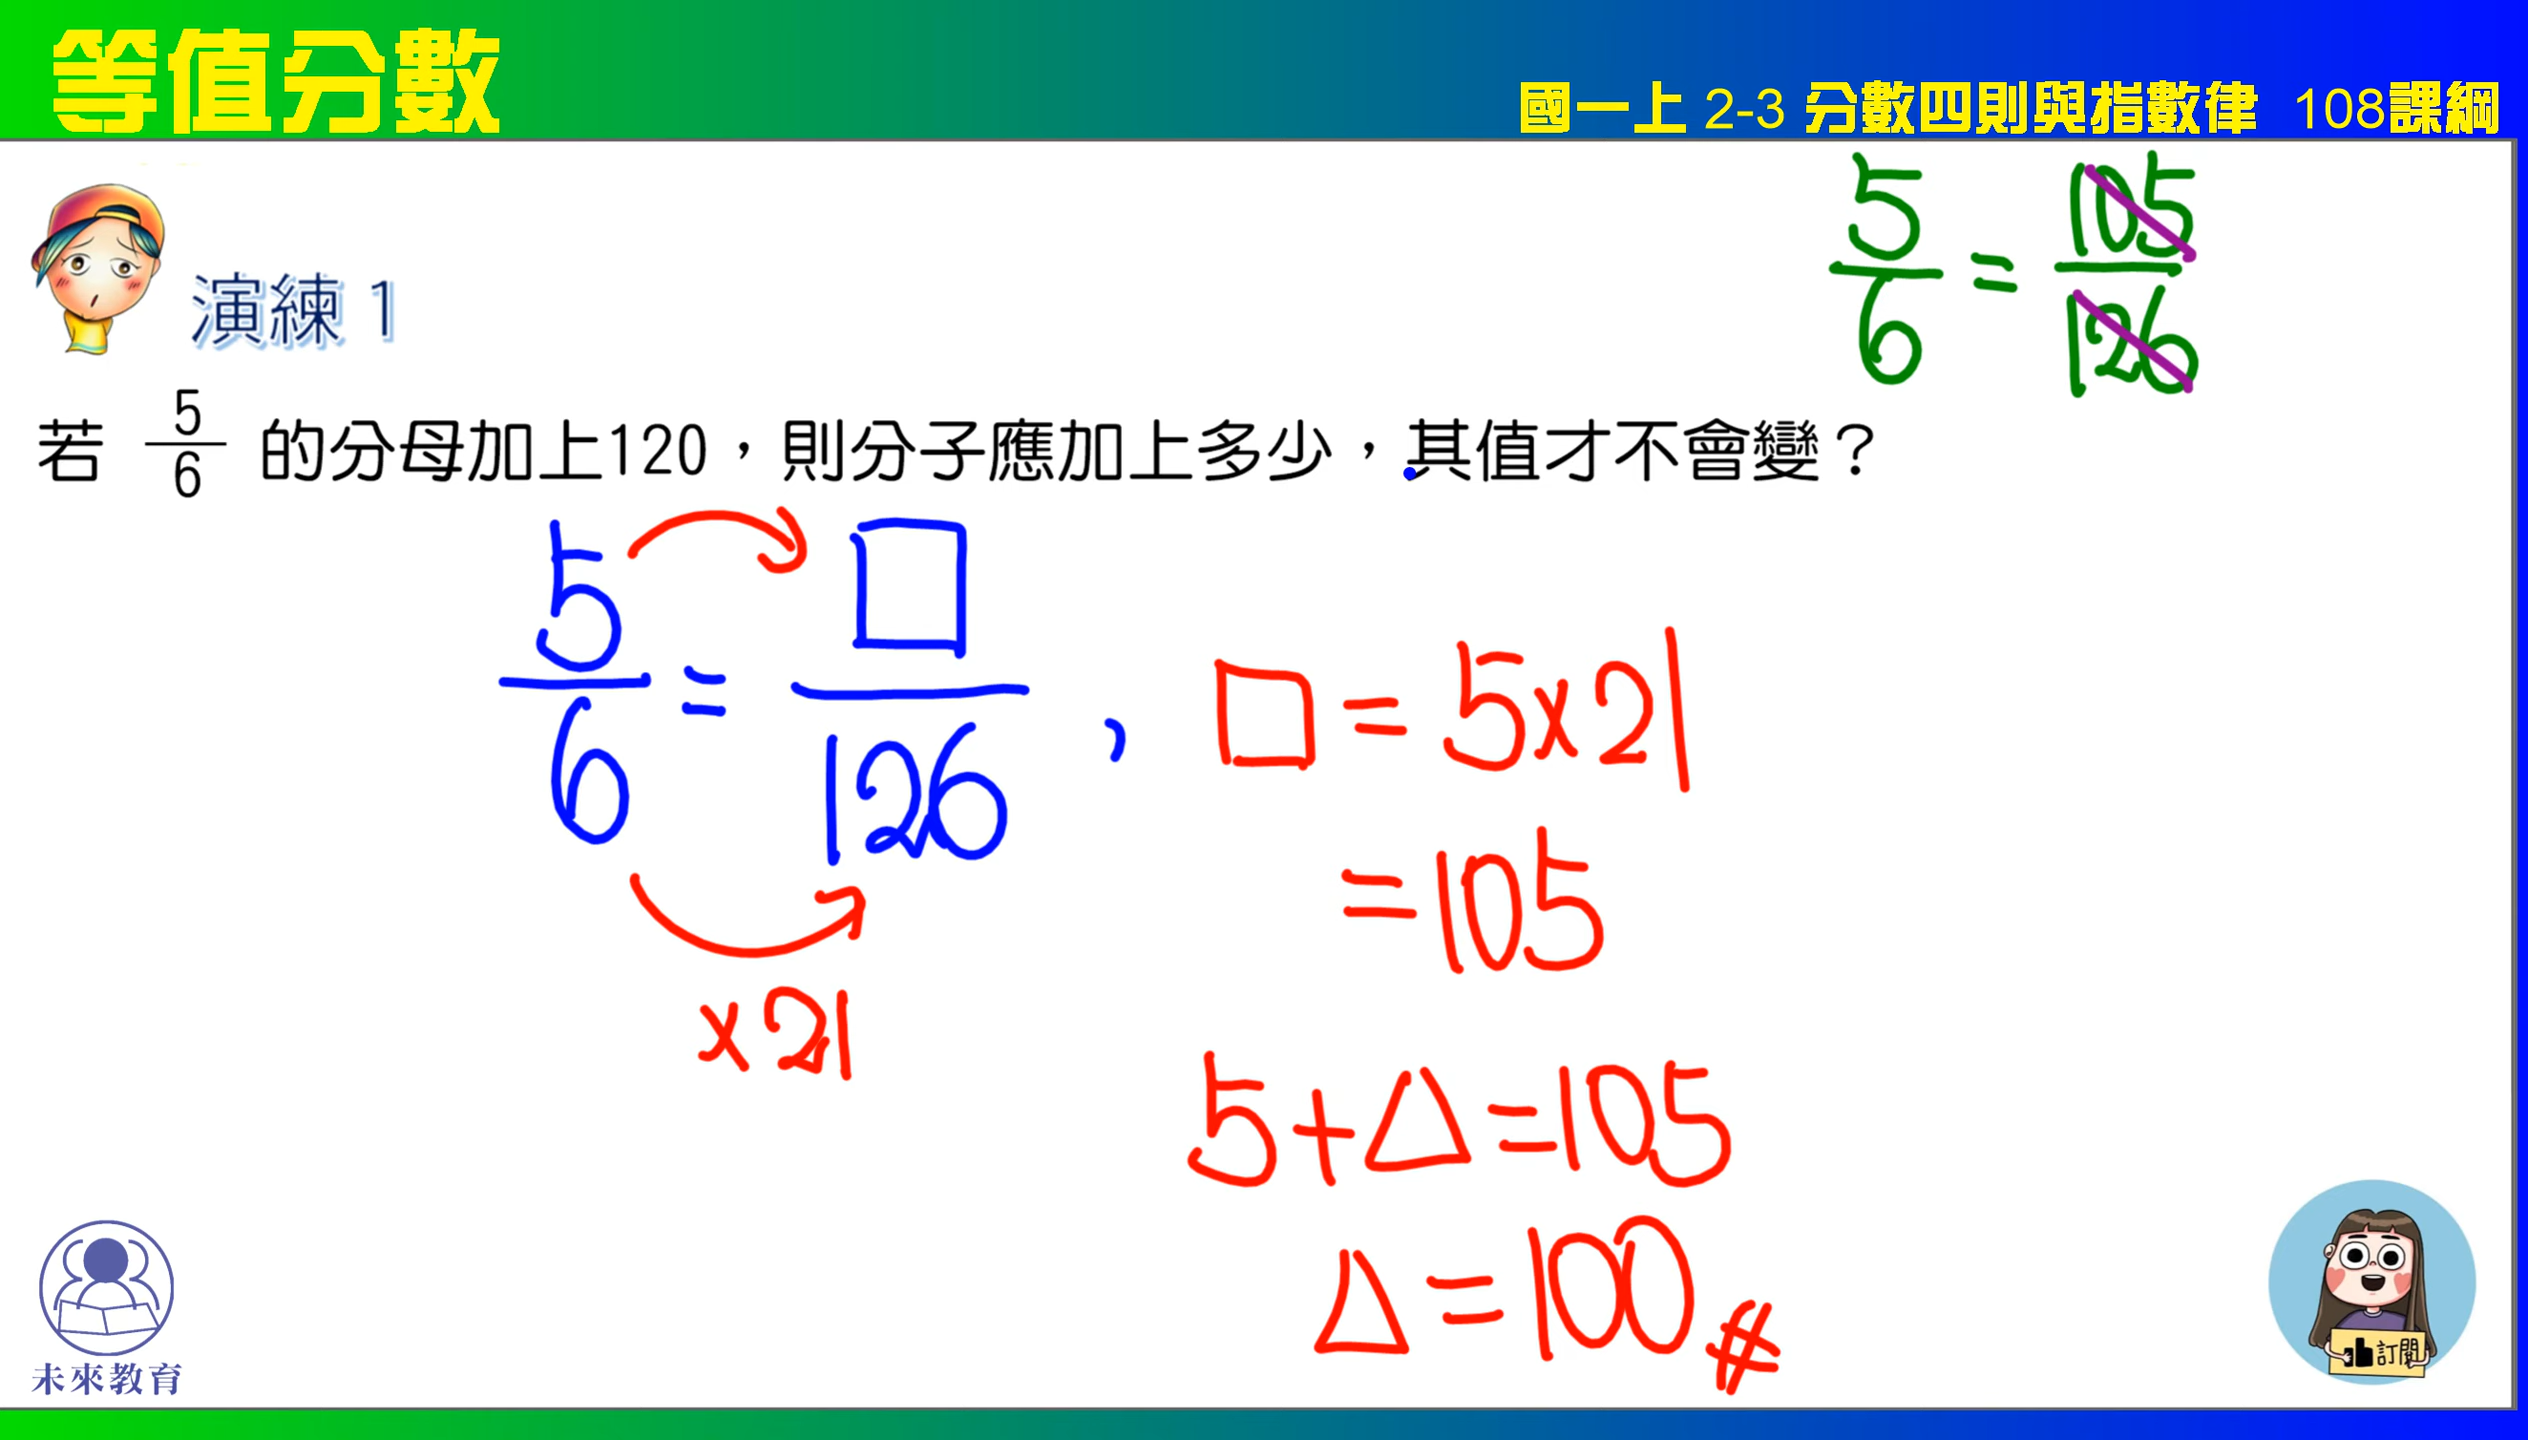 等值分數
國一上 2-3 分數四則與指數律 108課綱
5/6 = 105/126
演練 1
若 5/6 的分母加上120，則分子應加上多少，其值才不會變？
5/6 = □/126 , □ = 5x21
x21
= 105
5+△=105
△=100 #
未來教育
訂閱